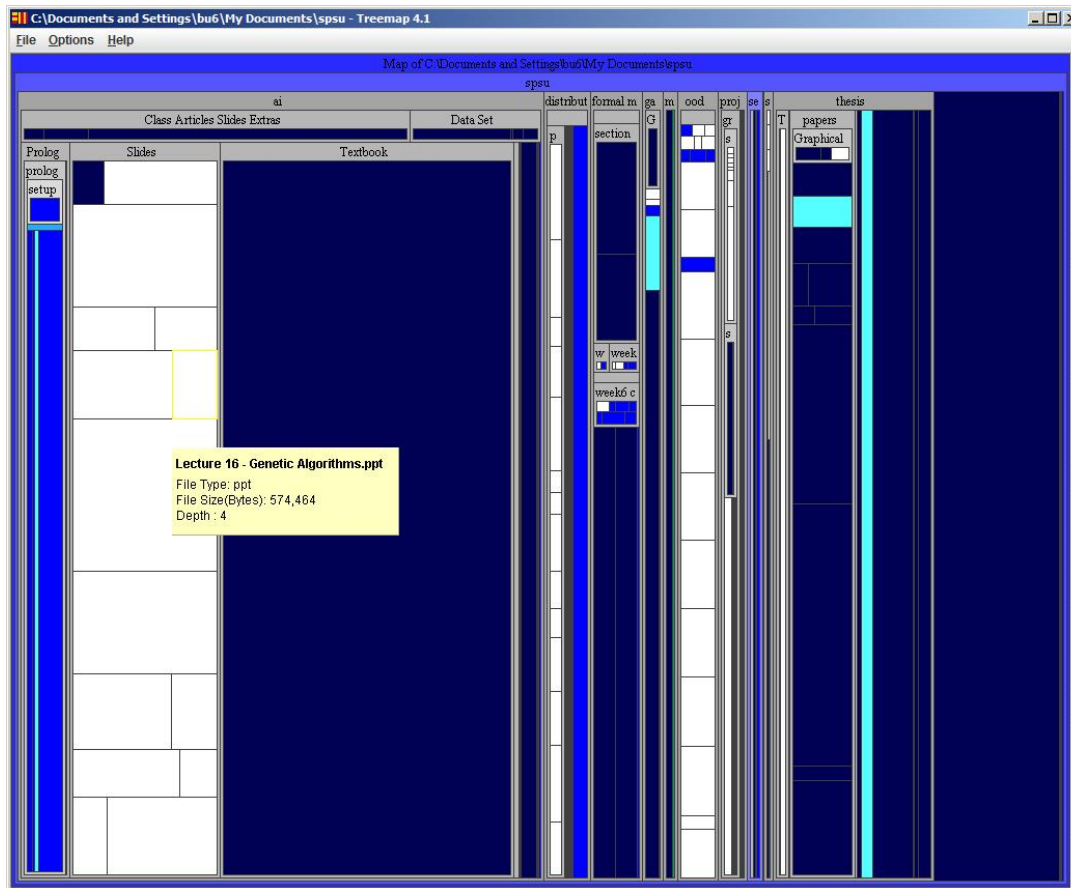 C:\Documents and Settings\bu6\My Documents\spsu - Treemap 4.1
File Options Help
Map of C:\Documents and Settings\bu6\My Documents\spsu
spsu
ai distribut formal m ga m ood proj se s thesis
Class Articles Slides Extras Data Set p section G gr T papers
s Graphical
Prolog Slides Textbook
prolog
setup
s
w week
week6 c
Lecture 16 - Genetic Algorithms.ppt
File Type: ppt
File Size(Bytes): 574,464
Depth : 4